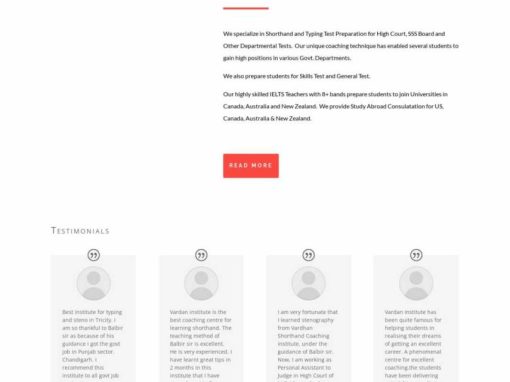 We specialize in Shorthand and Typing Test Preparation for High Court, SSS Board and
Other Departmental Tests.  Our unique coaching technique has enabled several students to
gain high positions in various Govt. Departments.
We also prepare students for Skills Test and General Test.
Our highly skilled IELTS Teachers with 8+ bands prepare students to join Universities in
Canada, Australia and New Zealand.  We provide Study Abroad Consulatation for US,
Canada, Australia & New Zealand.
READ MORE
Testimonials
Best institute for typing
and steno in Tricity. I
am so thankful to Balbir
sir as because of his
guidance i got the govt
job in Punjab sector.
Chandigarh. I
recommend this
institute to all govt job
Vardan institute is the
best coaching centre for
learning shorthand. The
teaching method of
Balbir sir is excellent.
He is very experienced. I
have learnt great tips in
2 months in this
institute that I have
I am very fortunate that
I learned stenography
from Vardhan
Shorthand Coaching
institute, under the
guidance of Balbir sir.
Now, I am working as
Personal Assistant to
Judge in High Court of
Vardan Institute has
been quite famous for
helping students in
realising their dreams
of getting an excellent
career. A phenomenal
centre for excellent
coaching,the students
have been delivering